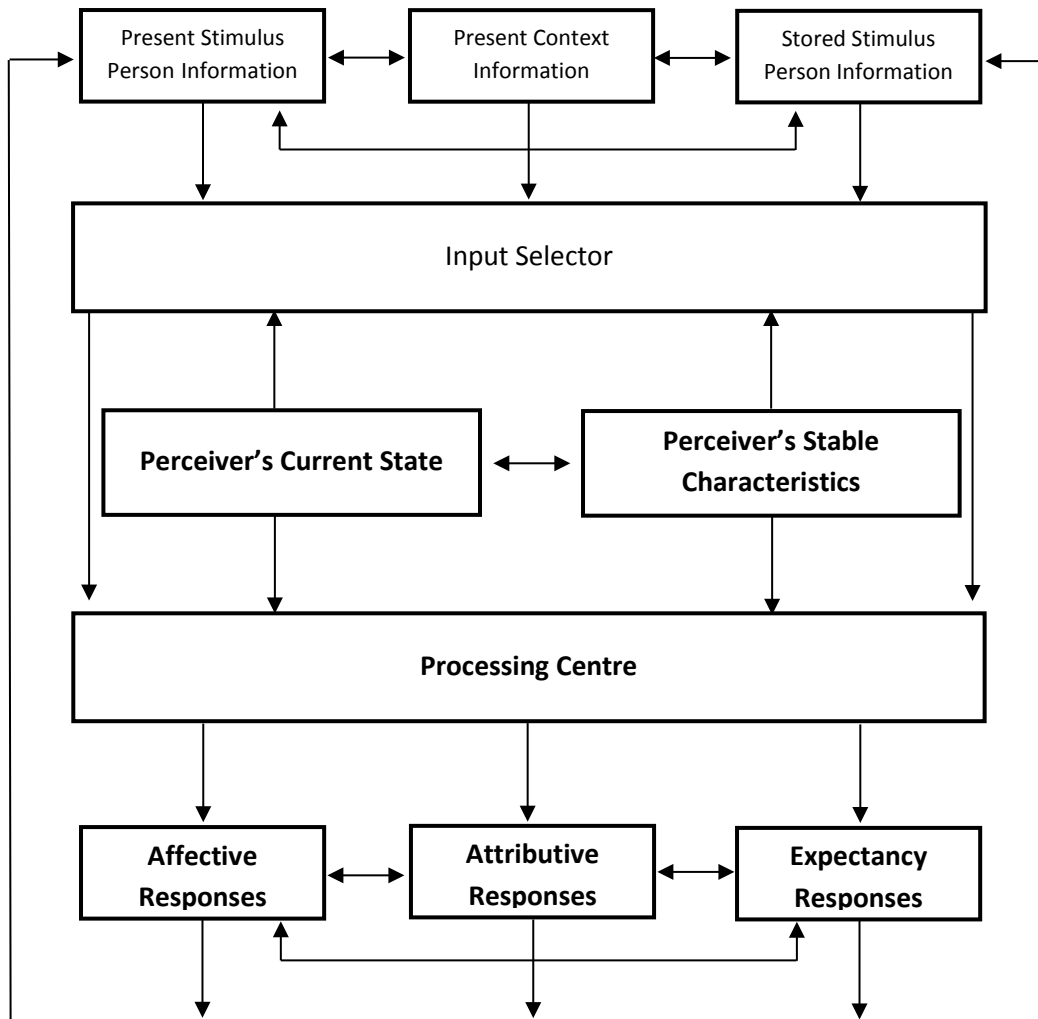 Present Stimulus
Person Information
Present Context
Information
Stored Stimulus
Person Information
Input Selector
Perceiver’s Current State
Perceiver’s Stable
Characteristics
Processing Centre
Affective
Responses
Attributive
Responses
Expectancy
Responses